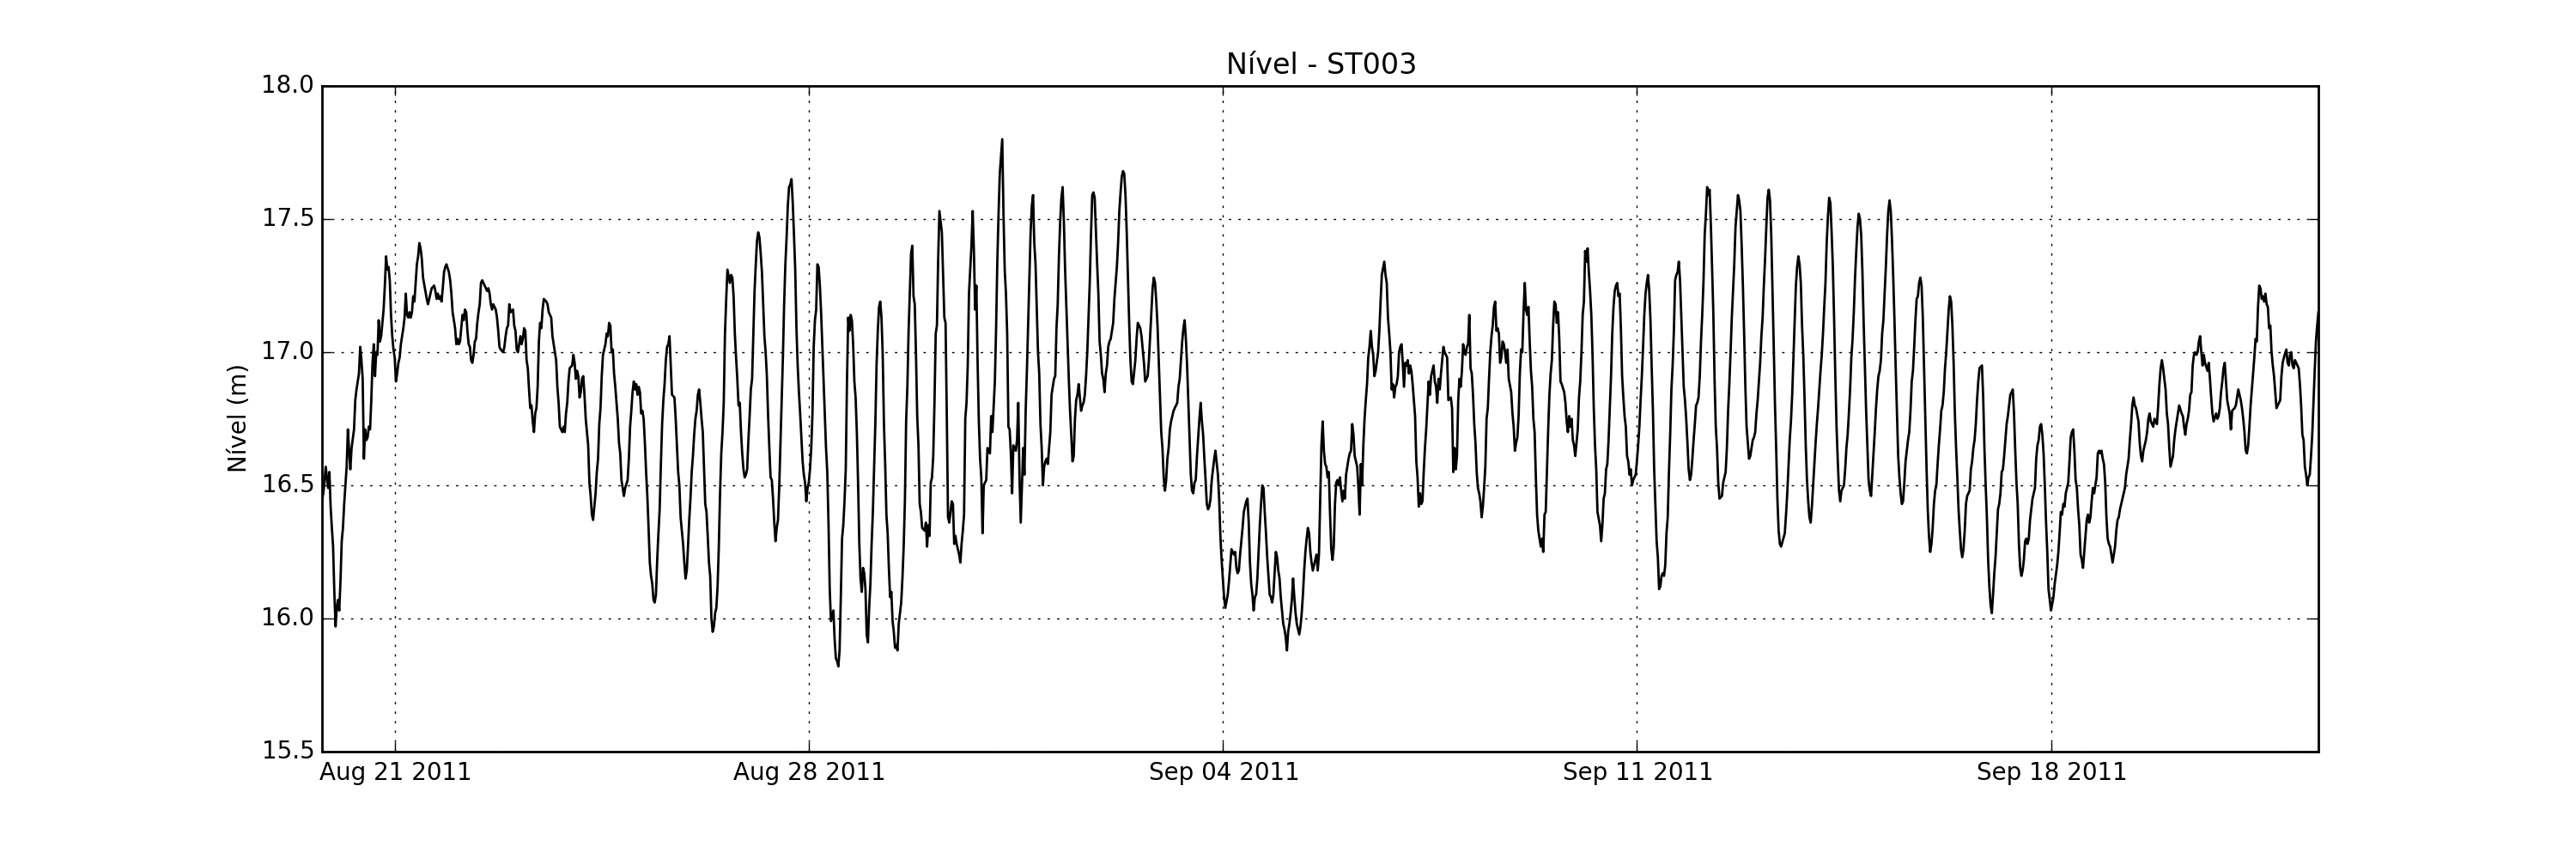 Nível - ST003
18.0
17.5
17.0
16.5
16.0
15.5
Nível (m)
Aug 21 2011
Aug 28 2011
Sep 04 2011
Sep 11 2011
Sep 18 2011